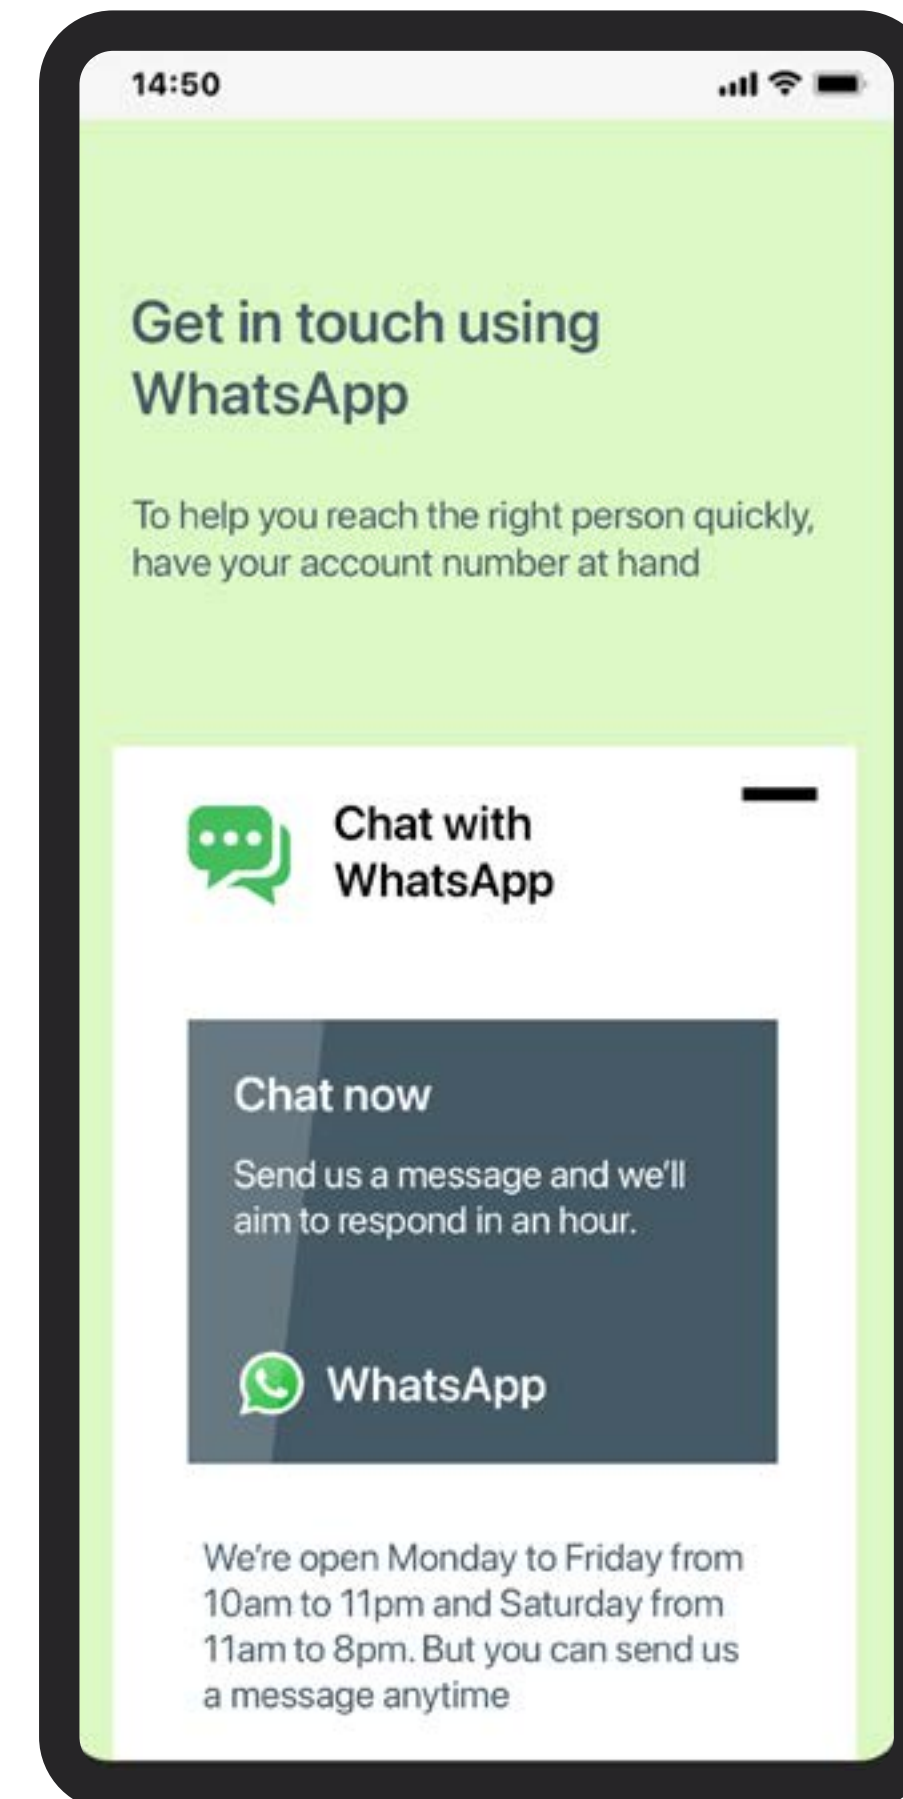 14:50
Get in touch using
WhatsApp
To help you reach the right person quickly,
have your account number at hand
Chat with
WhatsApp
Chat now
Send us a message and we'll
aim to respond in an hour.
WhatsApp
We're open Monday to Friday from
10am to 11pm and Saturday from
11am to 8pm. But you can send us
a message anytime